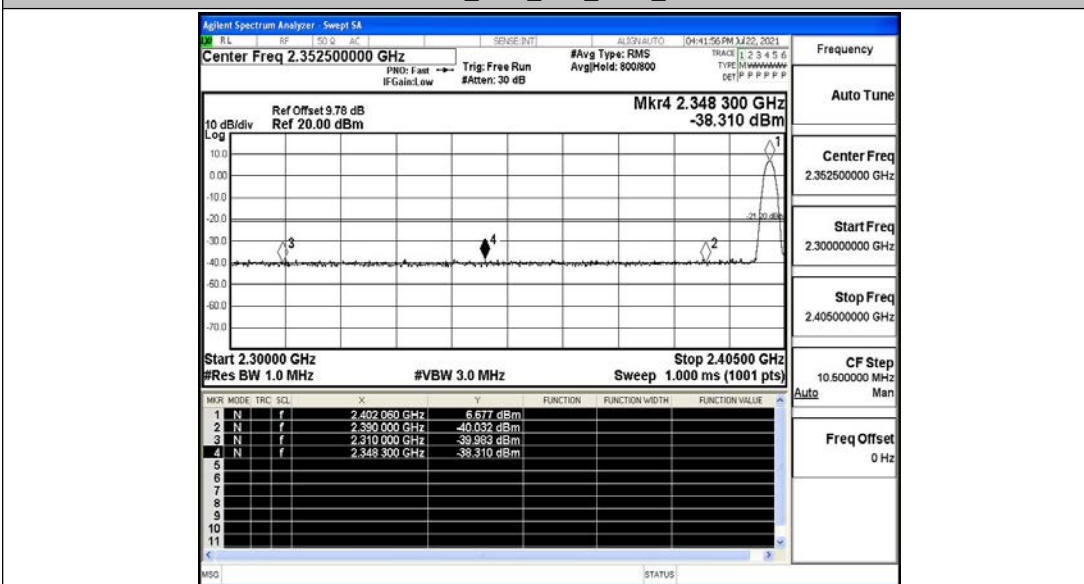 Agilent Spectrum Analyzer - Swept SA
RL RF 50 Ω AC SENSE:INT ALIGNAUTO 04:41:56 PM Jul 22, 2021
Center Freq 2.352500000 GHz
PNO: Fast
IFGain:Low
Trig: Free Run
#Atten: 30 dB
#Avg Type: RMS
Avg|Hold: 800/800
TRACE 1 2 3 4 5 6
TYPE M W W W W W
DET P P P P P P
Frequency
Auto Tune
Center Freq
2.352500000 GHz
Start Freq
2.300000000 GHz
Stop Freq
2.405000000 GHz
CF Step
10.500000 MHz
Auto Man
Freq Offset
0 Hz
Mkr4 2.348 300 GHz
-38.310 dBm
Ref Offset 9.78 dB
10 dB/div Ref 20.00 dBm
Log
10.0
0.00
-10.0
-20.0
-30.0
-40.0
-50.0
-60.0
-70.0
1
2
3
4
-21.20 dBm
Start 2.30000 GHz Stop 2.40500 GHz
#Res BW 1.0 MHz #VBW 3.0 MHz Sweep 1.000 ms (1001 pts)
MKR MODE TRC SCL X Y FUNCTION FUNCTION WIDTH FUNCTION VALUE
1 N f 2.402 060 GHz 6.677 dBm
2 N f 2.390 000 GHz -40.032 dBm
3 N f 2.310 000 GHz -39.983 dBm
4 N f 2.348 300 GHz -38.310 dBm
5
6
7
8
9
10
11
MSG STATUS